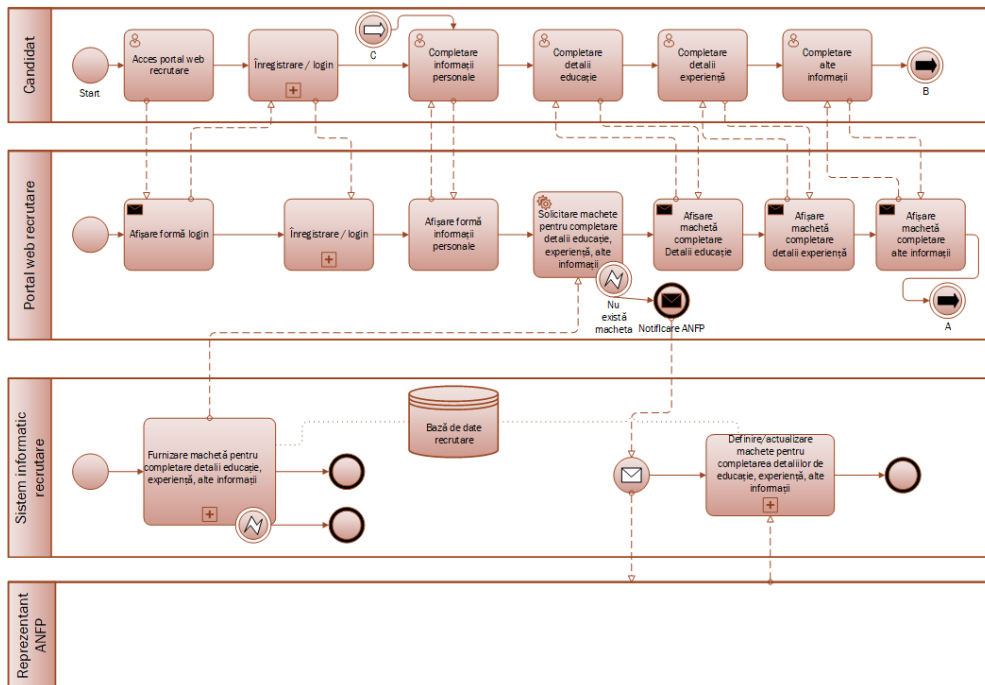 Candidat
Start
Acces portal web
recrutare
Înregistrare / login
C
Completare
informații
personale
Completare
detalii
educație
Completare
detalii
experiență
Completare
alte
informații
B
Portal web recrutare
Afișare formă login
Înregistrare / login
Afișare formă
informații
personale
Solicitare machete
pentru completare
detalii educație,
experiență, alte
informații
Nu
există
macheta
Notificare ANFP
Afisare
machetă
completare
Detalii educație
Afișare
machetă
completare
detalii experiență
Afișare
machetă
completare
alte informații
A
Sistem informatic
recrutare
Furnizare machetă pentru
completare detalii educație,
experiență, alte informații
Bază de date
recrutare
Definire/actualizare
machete pentru
completarea detaliilor de
educație, experiență, alte
informații
Reprezentant
ANFP